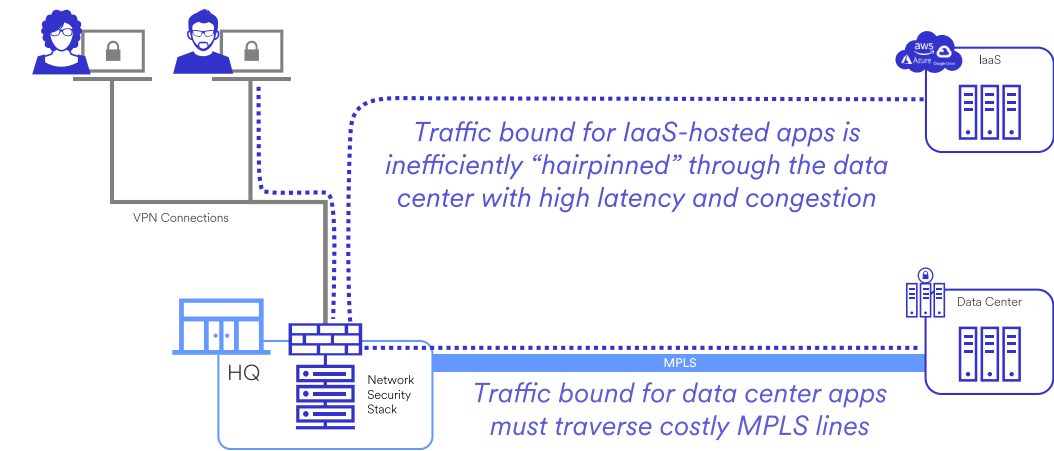 aws
Azure
Google Cloud
IaaS
Traffic bound for IaaS-hosted apps is
inefficiently “hairpinned” through the data
center with high latency and congestion
VPN Connections
Data Center
MPLS
HQ
Network
Security
Stack
Traffic bound for data center apps
must traverse costly MPLS lines